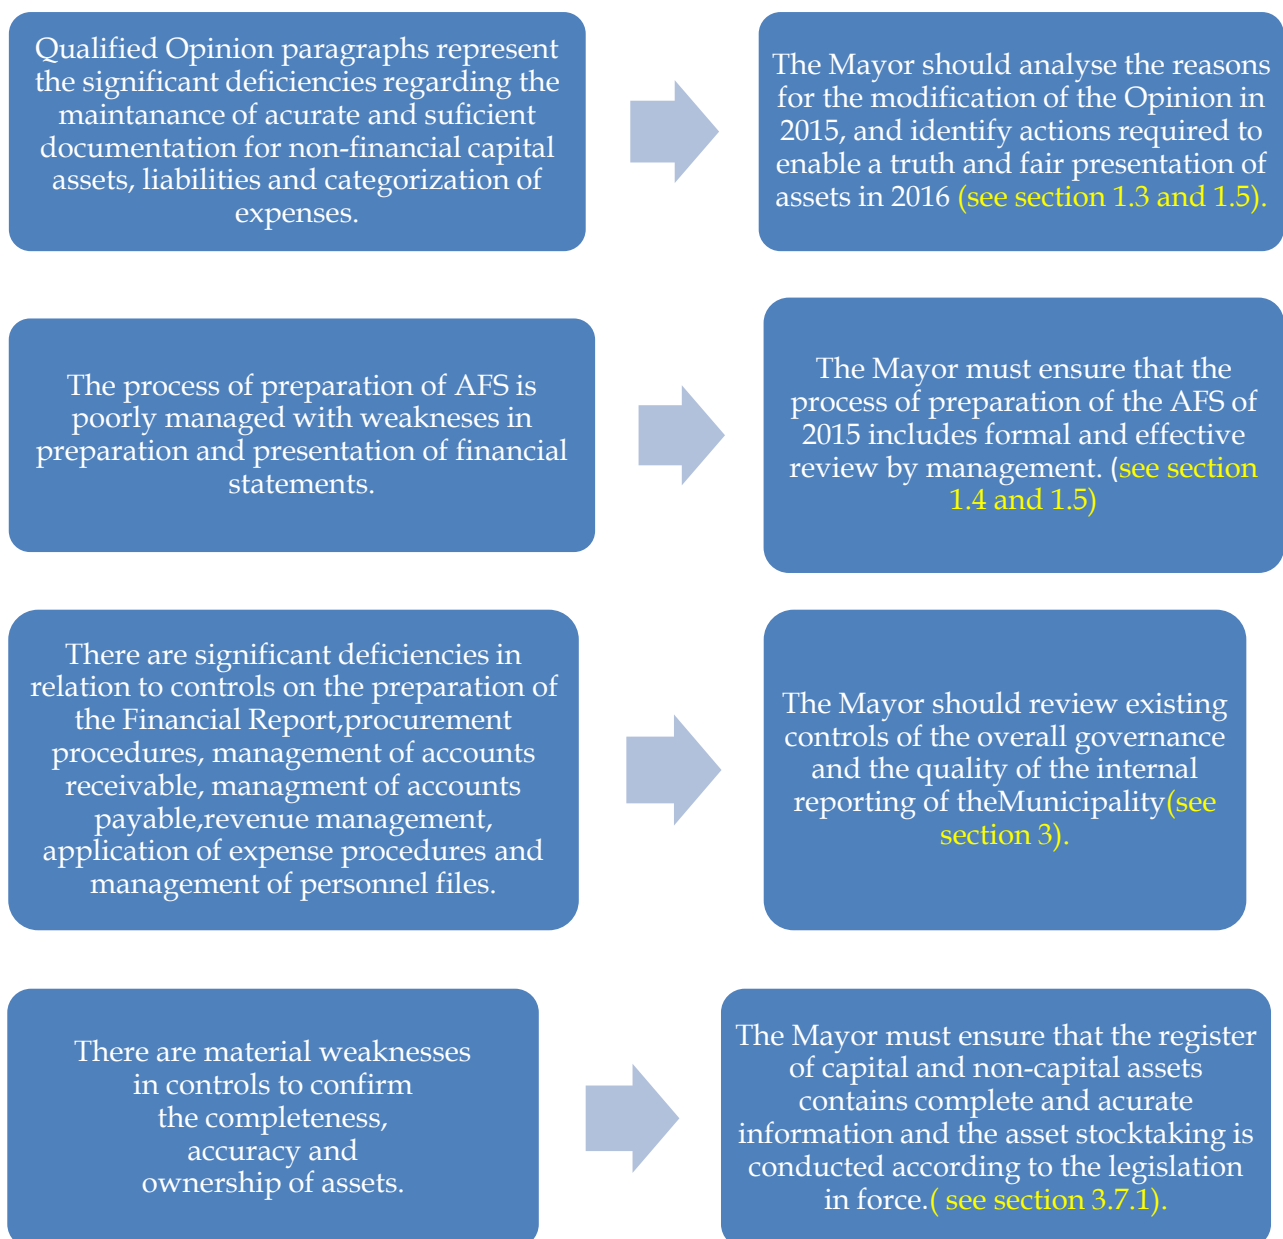 Qualified Opinion paragraphs represent
the significant deficiencies regarding the
maintanance of acurate and suficient
documentation for non-financial capital
assets, liabilities and categorization of
expenses.
The Mayor should analyse the reasons
for the modification of the Opinion in
2015, and identify actions required to
enable a truth and fair presentation of
assets in 2016 (see section 1.3 and 1.5).
The process of preparation of AFS is
poorly managed with weakneses in
preparation and presentation of financial
statements.
The Mayor must ensure that the
process of preparation of the AFS of
2015 includes formal and effective
review by management. (see section
1.4 and 1.5)
There are significant deficiencies in
relation to controls on the preparation of
the Financial Report,procurement
procedures, management of accounts
receivable, managment of accounts
payable,revenue management,
application of expense procedures and
management of personnel files.
The Mayor should review existing
controls of the overall governance
and the quality of the internal
reporting of theMunicipality(see
section 3).
There are material weaknesses
in controls to confirm
the completeness,
accuracy and
ownership of assets.
The Mayor must ensure that the register
of capital and non-capital assets
contains complete and acurate
information and the asset stocktaking is
conducted according to the legislation
in force.( see section 3.7.1).